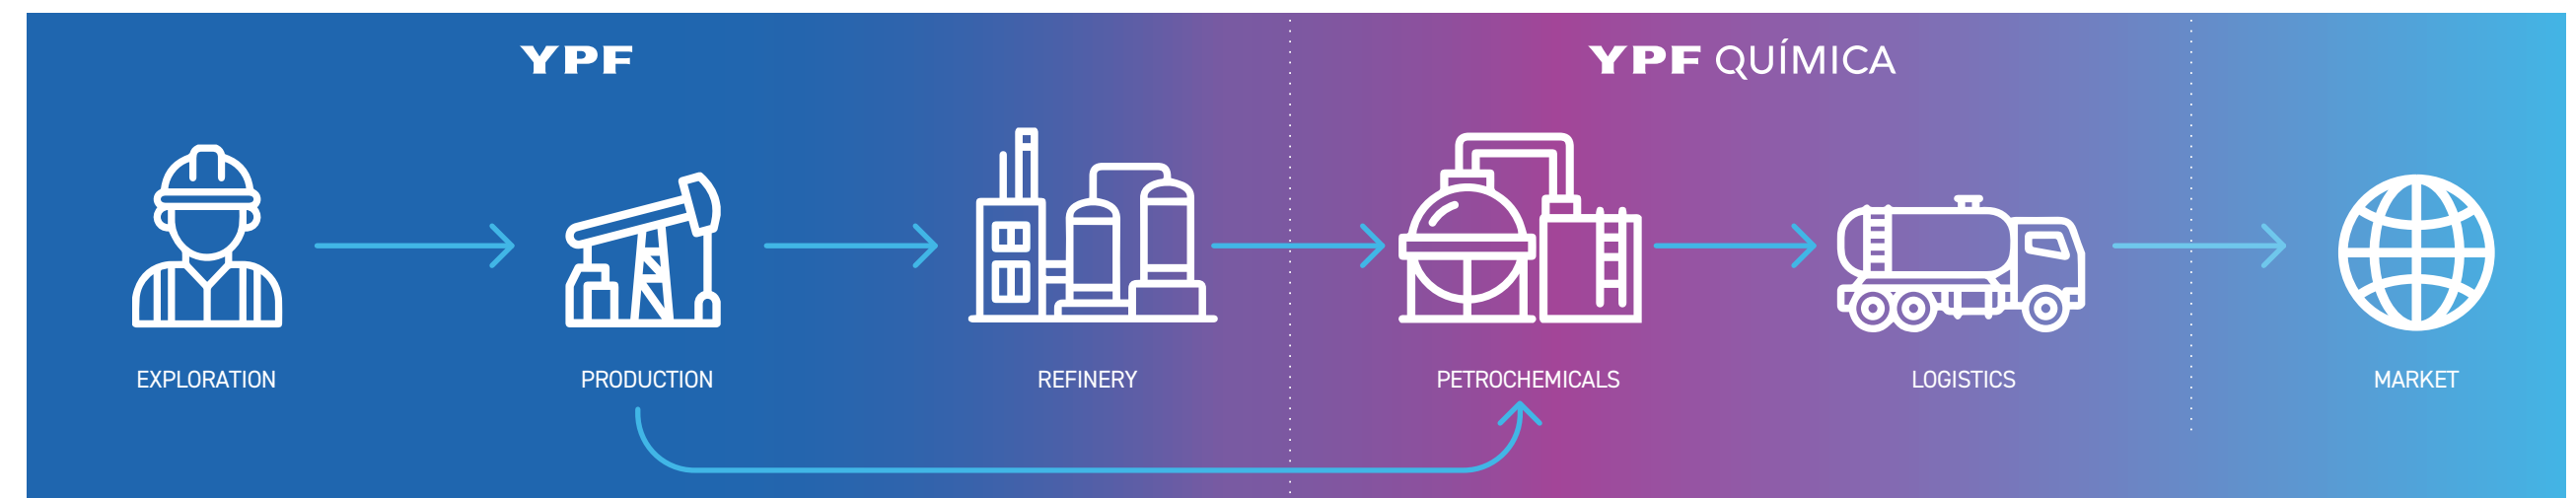 YPF
YPF QUÍMICA
EXPLORATION
PRODUCTION
REFINERY
PETROCHEMICALS
LOGISTICS
MARKET